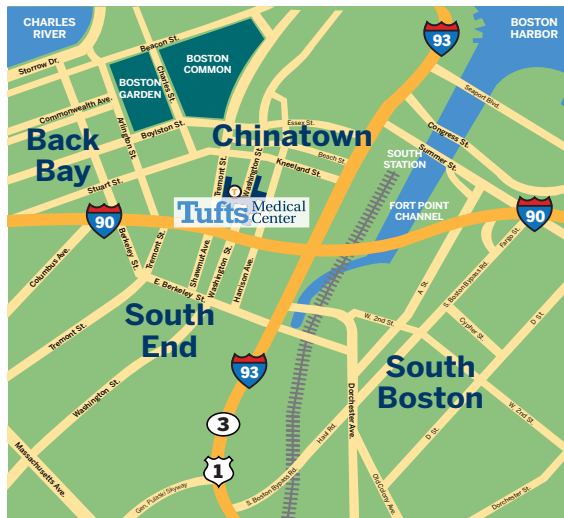 CHARLES
RIVER
BOSTON
HARBOR
93
Beacon St.
Storrow Dr.
BOSTON
COMMON
BOSTON
GARDEN
Charles St.
Seaport Blvd.
Commonwealth Ave.
Arlington St.
Boylston St.
Essex St.
Chinatown
Congress St.
Back
Bay
Beach St.
Summer St.
SOUTH
STATION
Kneeland St.
Tremont St.
Washington St.
Stuart St.
T
Tufts Medical
Center
FORT POINT
CHANNEL
90
90
Fargo St.
Berkeley St.
Tremont St.
Columbus Ave.
Shawmut Ave.
Washington St.
Harrison Ave.
E. Berkeley St.
A St.
S. Boston Bypass Rd.
South
End
W. 2nd St.
Cypher St.
D St.
Tremont St.
93
South
Boston
Washington St.
Dorchester Ave.
W. 2nd St.
3
D St.
Haul Rd.
Massachusetts Ave.
1
Gen. Pulaski Skyway
S. Boston Bypass Rd.
Old Colony Ave.
Dorchester St.